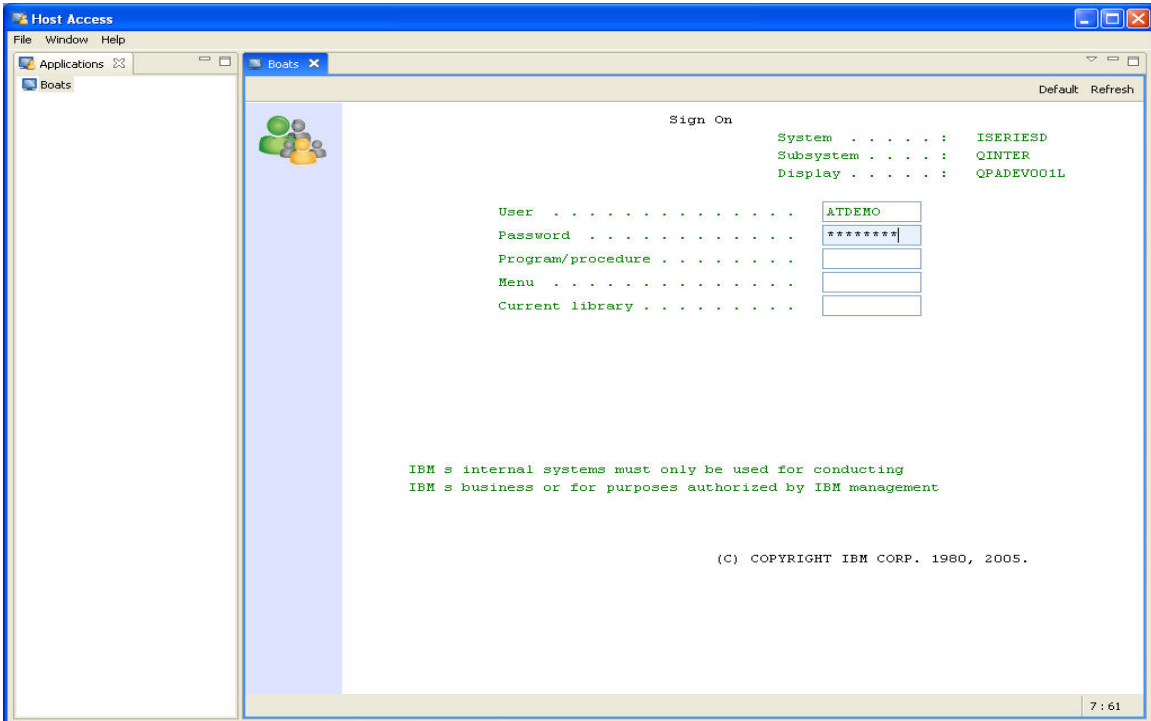 Host Access
File Window Help
Applications
Boats
Boats
Default Refresh
Sign On
System . . . . . : ISERIESD
Subsystem . . . . : QINTER
Display . . . . . : QPADEV001L
User . . . . . . . . . . . . . . ATDEMO
Password . . . . . . . . . . . . ********
Program/procedure . . . . . . . .
Menu . . . . . . . . . . . . . .
Current library . . . . . . . . .
IBM s internal systems must only be used for conducting
IBM s business or for purposes authorized by IBM management
(C) COPYRIGHT IBM CORP. 1980, 2005.
7:61